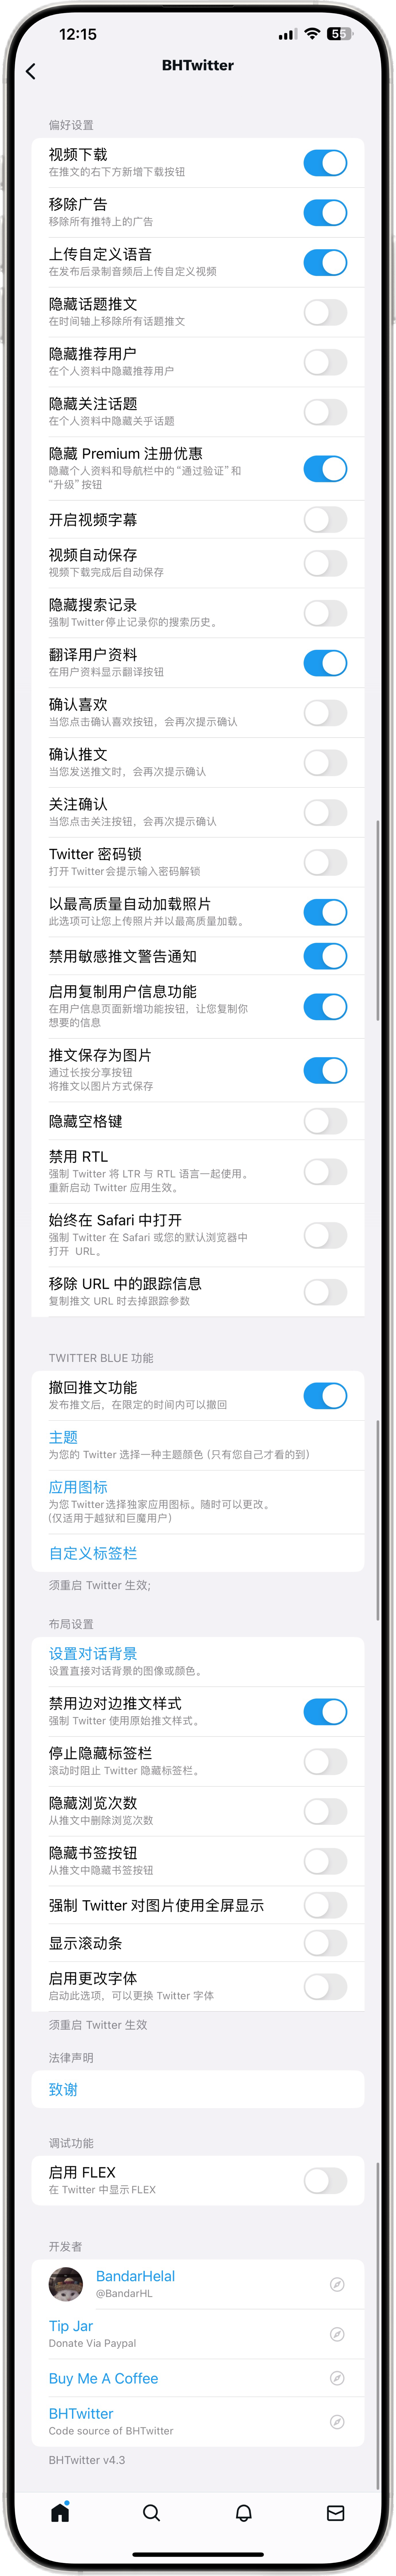 12:15
55
BHTwitter
偏好设置
视频下载
在推文的右下方新增下载按钮
移除广告
移除所有推特上的广告
上传自定义语音
在发布后录制音频后上传自定义视频
隐藏话题推文
在时间轴上移除所有话题推文
隐藏推荐用户
在个人资料中隐藏推荐用户
隐藏关注话题
在个人资料中隐藏关乎话题
隐藏 Premium 注册优惠
隐藏个人资料和导航栏中的“通过验证”和
“升级”按钮
开启视频字幕
视频自动保存
视频下载完成后自动保存
隐藏搜索记录
强制 Twitter 停止记录你的搜索历史。
翻译用户资料
在用户资料显示翻译按钮
确认喜欢
当您点击确认喜欢按钮，会再次提示确认
确认推文
当您发送推文时，会再次提示确认
关注确认
当您点击关注按钮，会再次提示确认
Twitter 密码锁
打开 Twitter 会提示输入密码解锁
以最高质量自动加载照片
此选项可让您上传照片并以最高质量加载。
禁用敏感推文警告通知
启用复制用户信息功能
在用户信息页面新增功能按钮，让您复制你
想要的信息
推文保存为图片
通过长按分享按钮
将推文以图片方式保存
隐藏空格键
禁用 RTL
强制 Twitter 将 LTR 与 RTL 语言一起使用。
重新启动 Twitter 应用生效。
始终在 Safari 中打开
强制 Twitter 在 Safari 或您的默认浏览器中
打开 URL。
移除 URL 中的跟踪信息
复制推文 URL 时去掉跟踪参数
TWITTER BLUE 功能
撤回推文功能
发布推文后，在限定的时间内可以撤回
主题
为您的 Twitter 选择一种主题颜色 (只有您自己才看的到)
应用图标
为您 Twitter 选择独家应用图标。随时可以更改。
(仅适用于越狱和巨魔用户)
自定义标签栏
须重启 Twitter 生效;
布局设置
设置对话背景
设置直接对话背景的图像或颜色。
禁用边对边推文样式
强制 Twitter 使用原始推文样式。
停止隐藏标签栏
滚动时阻止 Twitter 隐藏标签栏。
隐藏浏览次数
从推文中删除浏览次数
隐藏书签按钮
从推文中隐藏书签按钮
强制 Twitter 对图片使用全屏显示
显示滚动条
启用更改字体
启动此选项，可以更换 Twitter 字体
须重启 Twitter 生效
法律声明
致谢
调试功能
启用 FLEX
在 Twitter 中显示 FLEX
开发者
BandarHelal
@BandarHL
Tip Jar
Donate Via Paypal
Buy Me A Coffee
BHTwitter
Code source of BHTwitter
BHTwitter v4.3